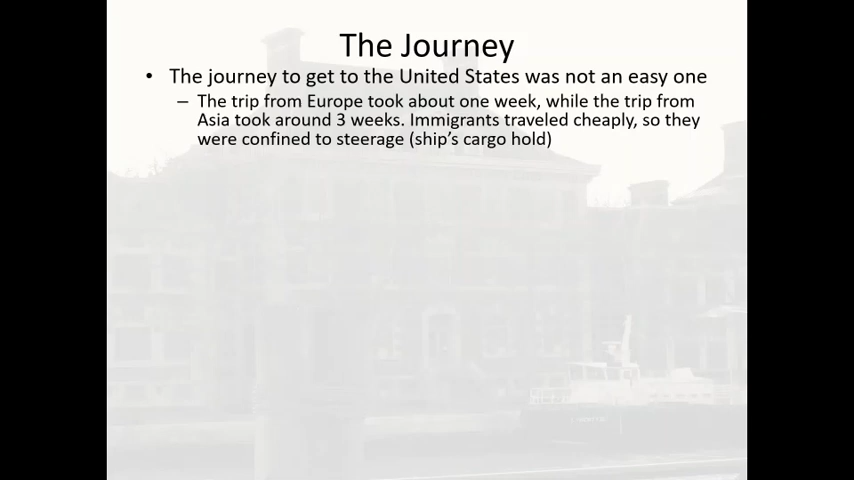 The Journey
• The journey to get to the United States was not an easy one
– The trip from Europe took about one week, while the trip from
Asia took around 3 weeks. Immigrants traveled cheaply, so they
were confined to steerage (ship's cargo hold)